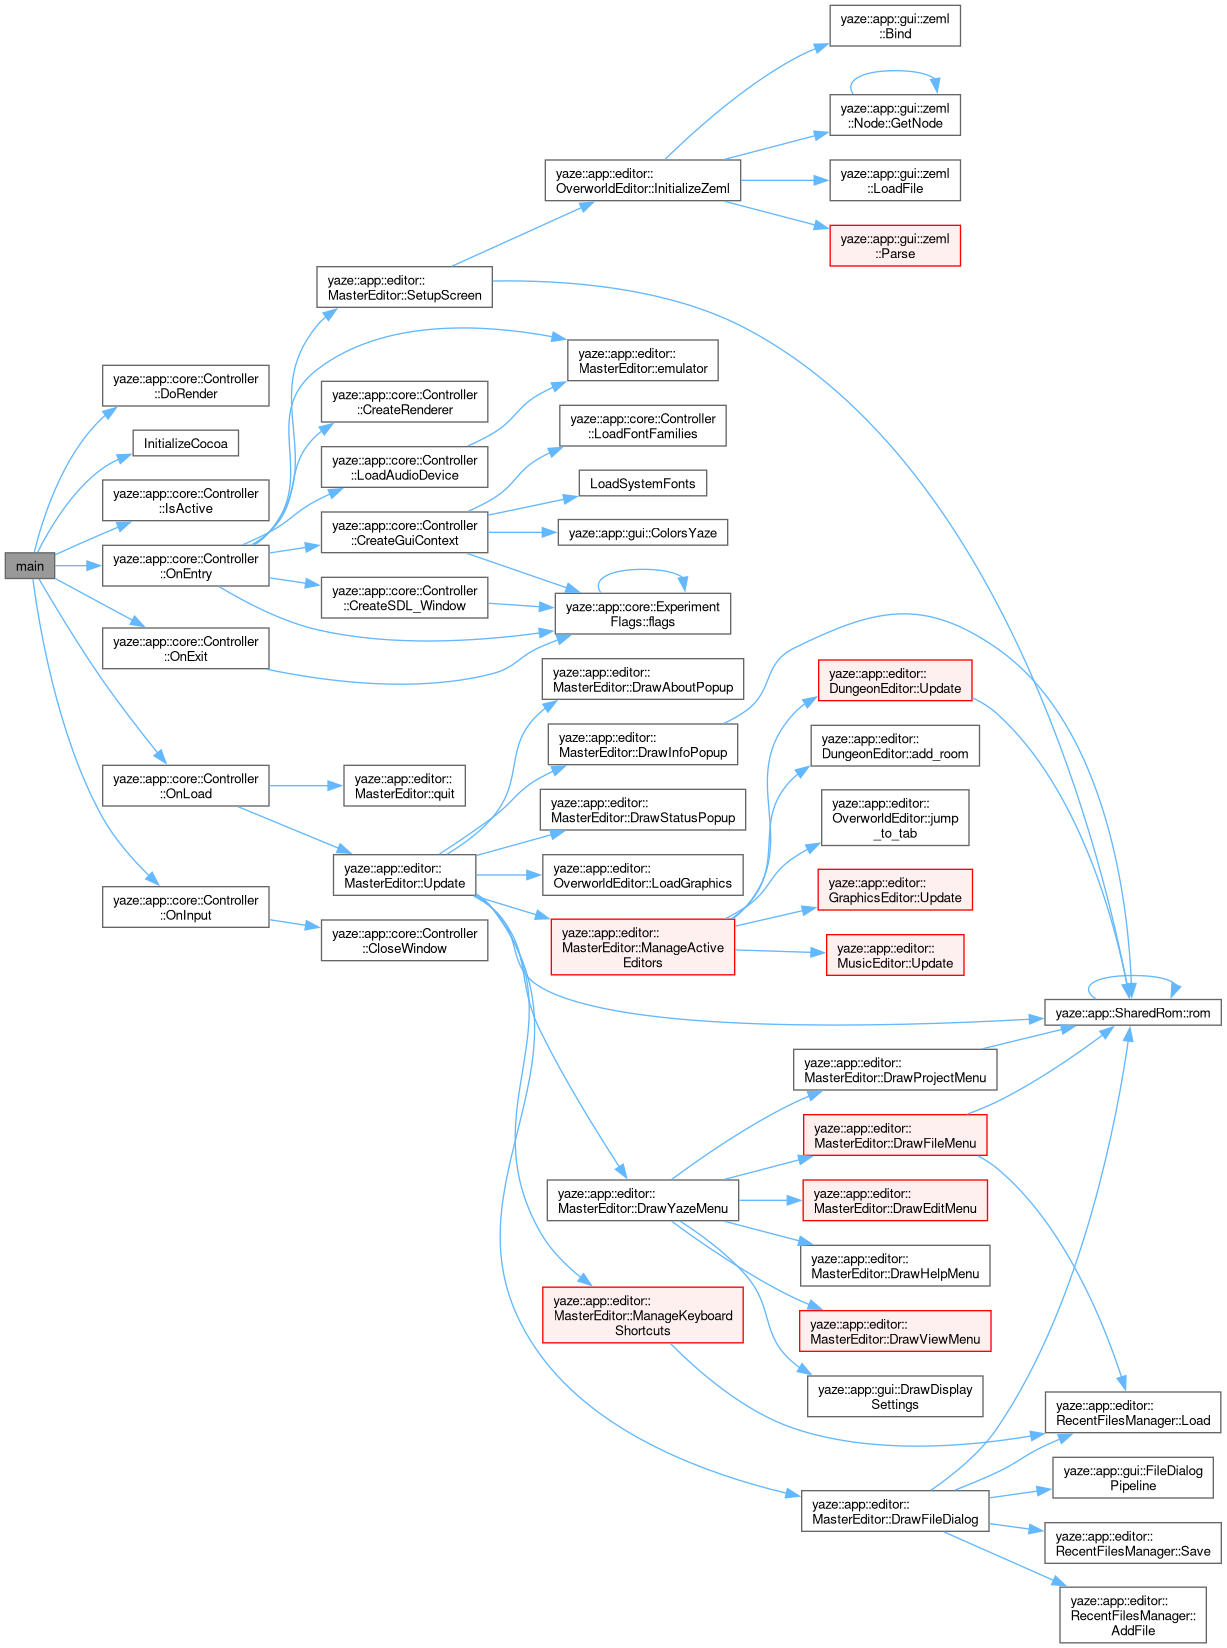 yaze::app::gui::zeml
::Bind
yaze::app::gui::zeml
::Node::GetNode
yaze::app::editor::
OverworldEditor::InitializeZeml
yaze::app::gui::zeml
::LoadFile
yaze::app::gui::zeml
::Parse
yaze::app::editor::
MasterEditor::SetupScreen
yaze::app::editor::
MasterEditor::emulator
yaze::app::core::Controller
::DoRender
yaze::app::core::Controller
::CreateRenderer
yaze::app::core::Controller
::LoadFontFamilies
InitializeCocoa
yaze::app::core::Controller
::LoadAudioDevice
LoadSystemFonts
yaze::app::core::Controller
::IsActive
yaze::app::core::Controller
::CreateGuiContext
yaze::app::gui::ColorsYaze
main
yaze::app::core::Controller
::OnEntry
yaze::app::core::Controller
::CreateSDL_Window
yaze::app::core::Experiment
Flags::flags
yaze::app::core::Controller
::OnExit
yaze::app::editor::
MasterEditor::DrawAboutPopup
yaze::app::editor::
DungeonEditor::Update
yaze::app::editor::
MasterEditor::DrawInfoPopup
yaze::app::editor::
DungeonEditor::add_room
yaze::app::core::Controller
::OnLoad
yaze::app::editor::
MasterEditor::quit
yaze::app::editor::
MasterEditor::DrawStatusPopup
yaze::app::editor::
OverworldEditor::jump
_to_tab
yaze::app::editor::
MasterEditor::Update
yaze::app::editor::
OverworldEditor::LoadGraphics
yaze::app::editor::
GraphicsEditor::Update
yaze::app::core::Controller
::OnInput
yaze::app::core::Controller
::CloseWindow
yaze::app::editor::
MasterEditor::ManageActive
Editors
yaze::app::editor::
MusicEditor::Update
yaze::app::SharedRom::rom
yaze::app::editor::
MasterEditor::DrawProjectMenu
yaze::app::editor::
MasterEditor::DrawFileMenu
yaze::app::editor::
MasterEditor::DrawYazeMenu
yaze::app::editor::
MasterEditor::DrawEditMenu
yaze::app::editor::
MasterEditor::DrawHelpMenu
yaze::app::editor::
MasterEditor::ManageKeyboard
Shortcuts
yaze::app::editor::
MasterEditor::DrawViewMenu
yaze::app::gui::DrawDisplay
Settings
yaze::app::editor::
RecentFilesManager::Load
yaze::app::gui::FileDialog
Pipeline
yaze::app::editor::
MasterEditor::DrawFileDialog
yaze::app::editor::
RecentFilesManager::Save
yaze::app::editor::
RecentFilesManager::
AddFile